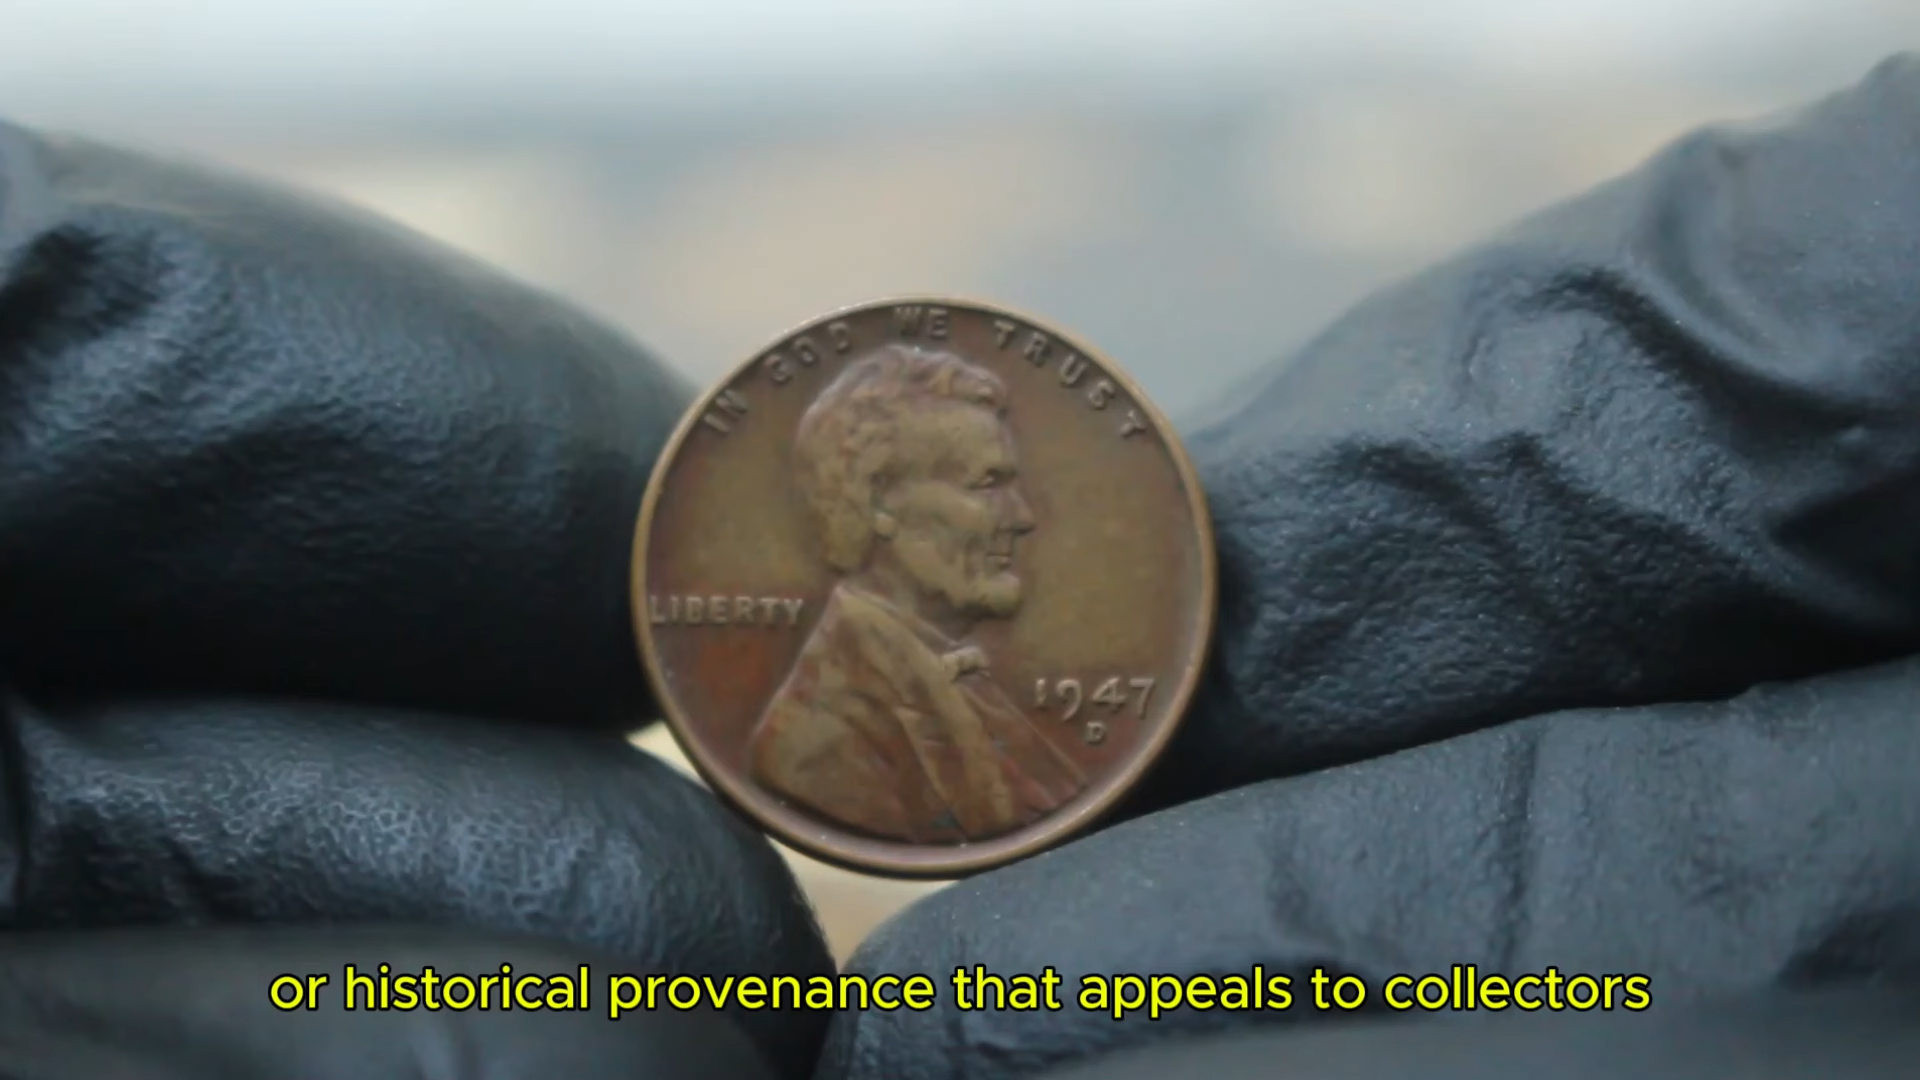 IN GOD WE TRUST
LIBERTY
1947
D
or historical provenance that appeals to collectors